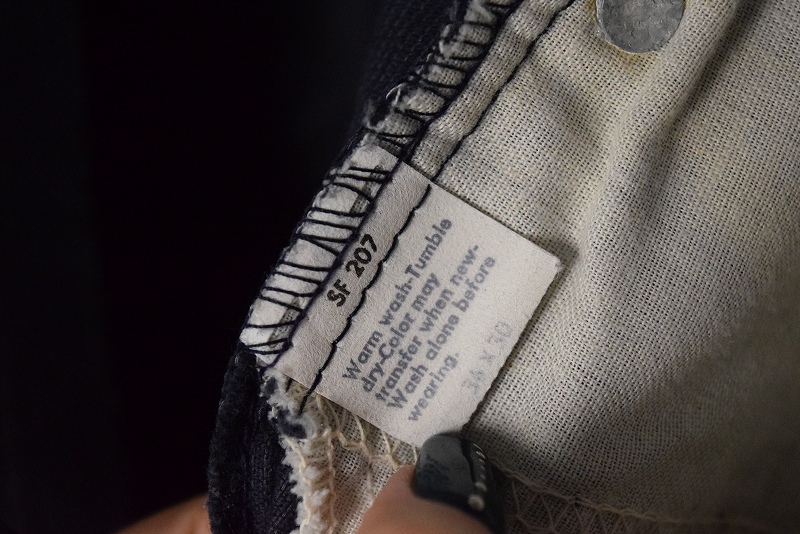 SF 207
Warm wash-Tumble
dry-Color may
transfer when new-
Wash alone before
wearing.
34 X 30